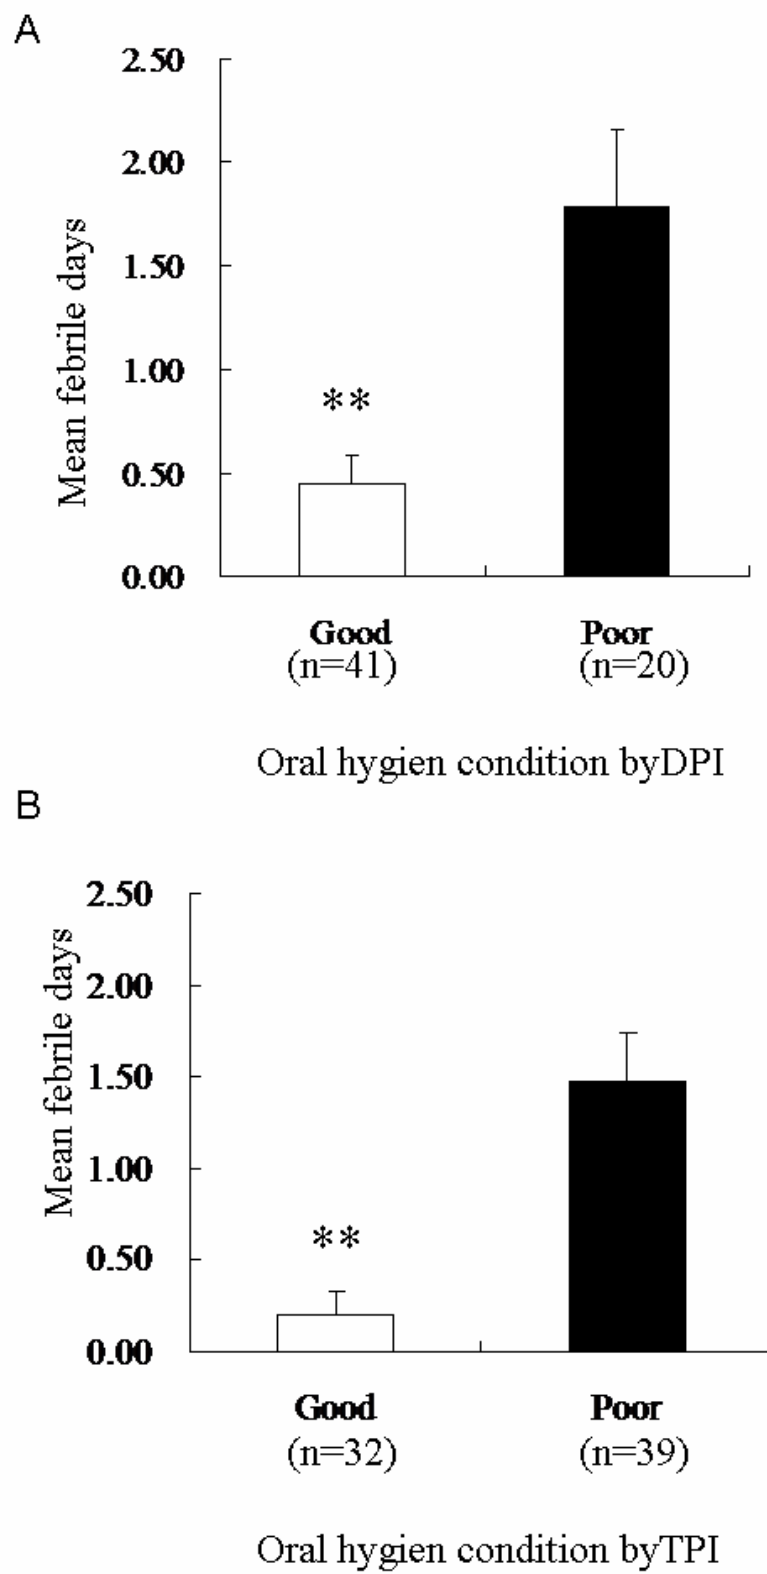 A
2.50
2.00
1.50
1.00
0.50
0.00
Mean febrile days
**
Good Poor
(n=41) (n=20)
Oral hygien condition byDPI
B
2.50
2.00
1.50
1.00
0.50
0.00
Mean febrile days
**
Good Poor
(n=32) (n=39)
Oral hygien condition byTPI